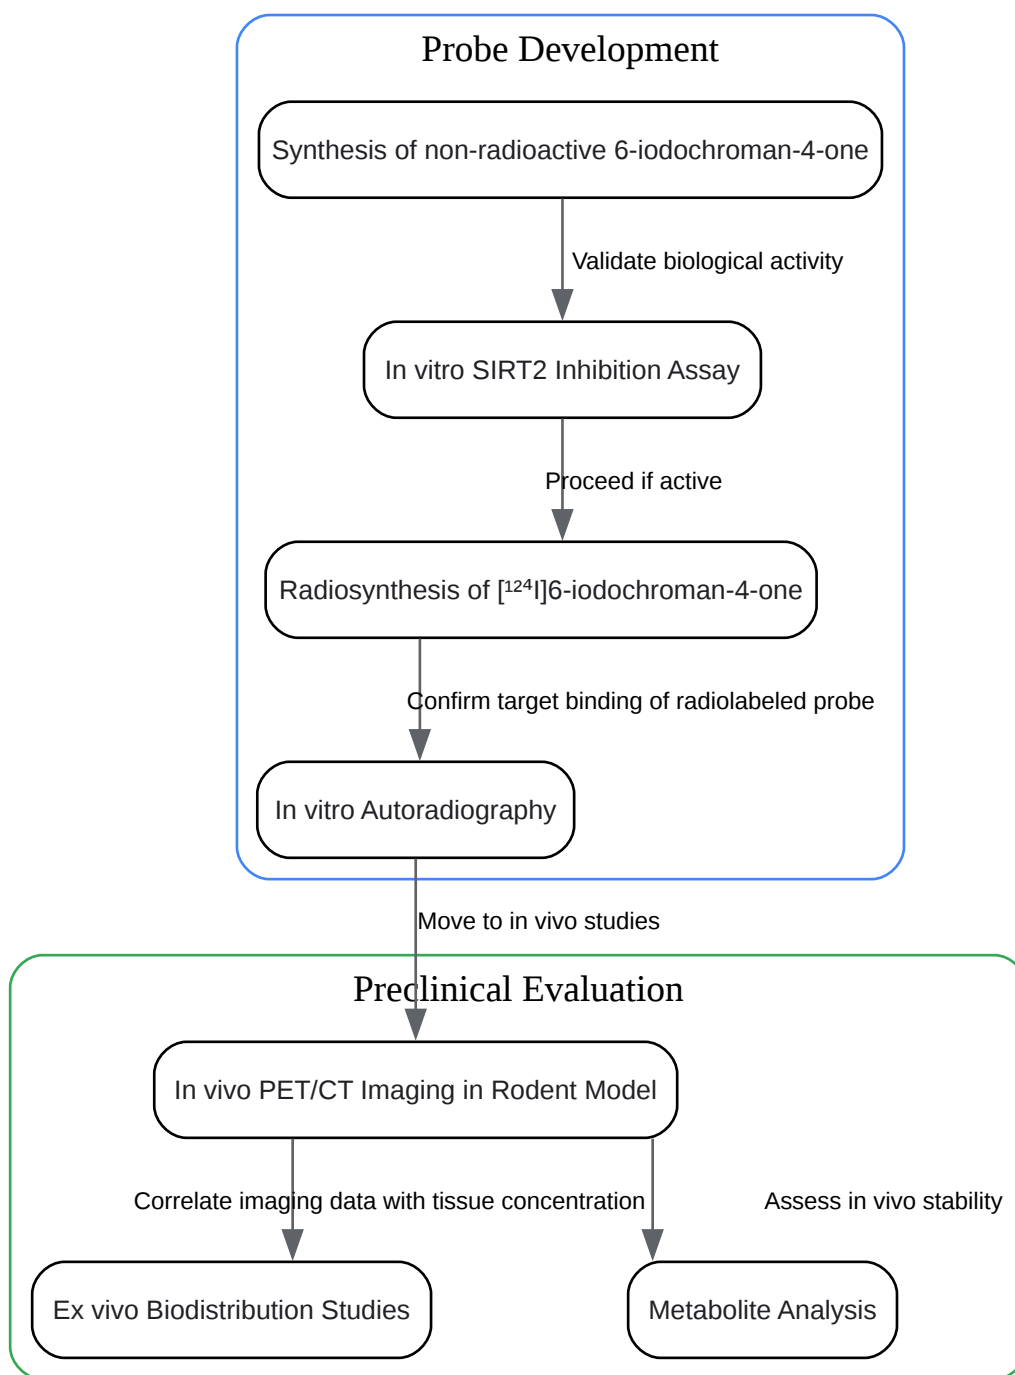 Probe Development
Synthesis of non-radioactive 6-iodochroman-4-one
Validate biological activity
In vitro SIRT2 Inhibition Assay
Proceed if active
Radiosynthesis of [¹²⁴I]6-iodochroman-4-one
Confirm target binding of radiolabeled probe
In vitro Autoradiography
Move to in vivo studies
Preclinical Evaluation
In vivo PET/CT Imaging in Rodent Model
Correlate imaging data with tissue concentration
Assess in vivo stability
Ex vivo Biodistribution Studies
Metabolite Analysis